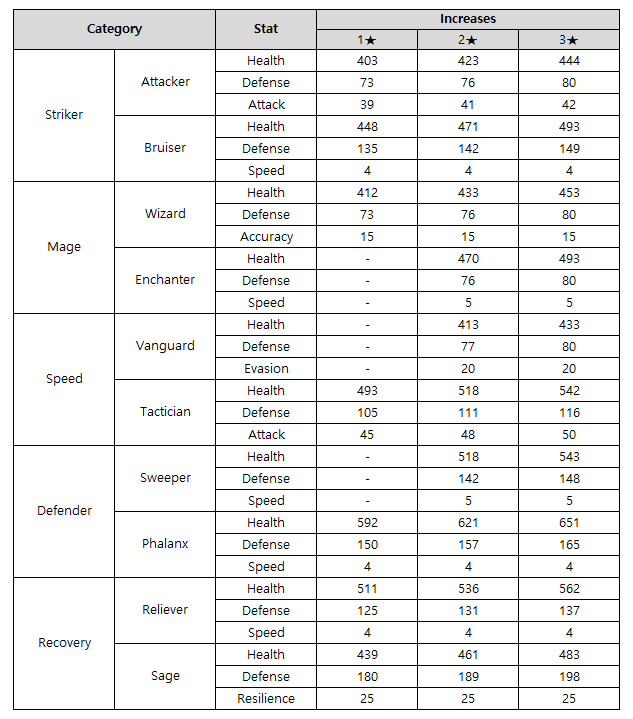 Category Stat Increases
1★ 2★ 3★
Striker Attacker Health 403 423 444
Defense 73 76 80
Attack 39 41 42
Bruiser Health 448 471 493
Defense 135 142 149
Speed 4 4 4
Mage Wizard Health 412 433 453
Defense 73 76 80
Accuracy 15 15 15
Enchanter Health - 470 493
Defense - 76 80
Speed - 5 5
Speed Vanguard Health - 413 433
Defense - 77 80
Evasion - 20 20
Tactician Health 493 518 542
Defense 105 111 116
Attack 45 48 50
Defender Sweeper Health - 518 543
Defense - 142 148
Speed - 5 5
Phalanx Health 592 621 651
Defense 150 157 165
Speed 4 4 4
Recovery Reliever Health 511 536 562
Defense 125 131 137
Speed 4 4 4
Sage Health 439 461 483
Defense 180 189 198
Resilience 25 25 25